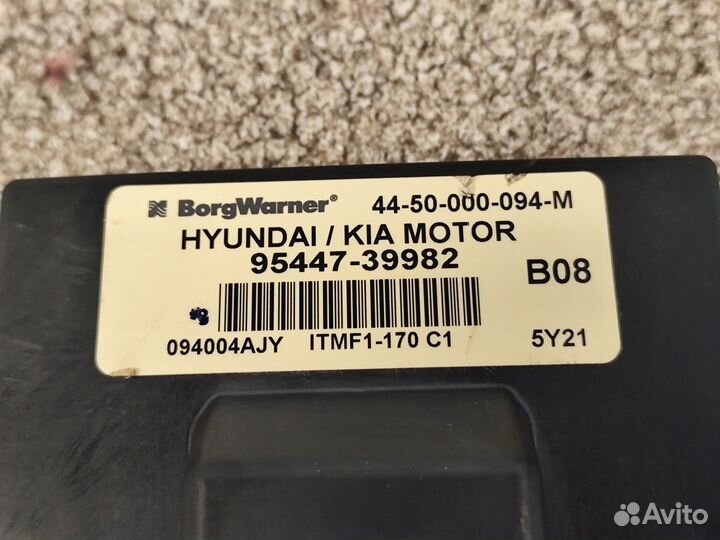 BorgWarner® 44-50-000-094-M
HYUNDAI / KIA MOTOR
95447-39982
B08
094004AJY ITMF1-170 C1 5Y21
Avito